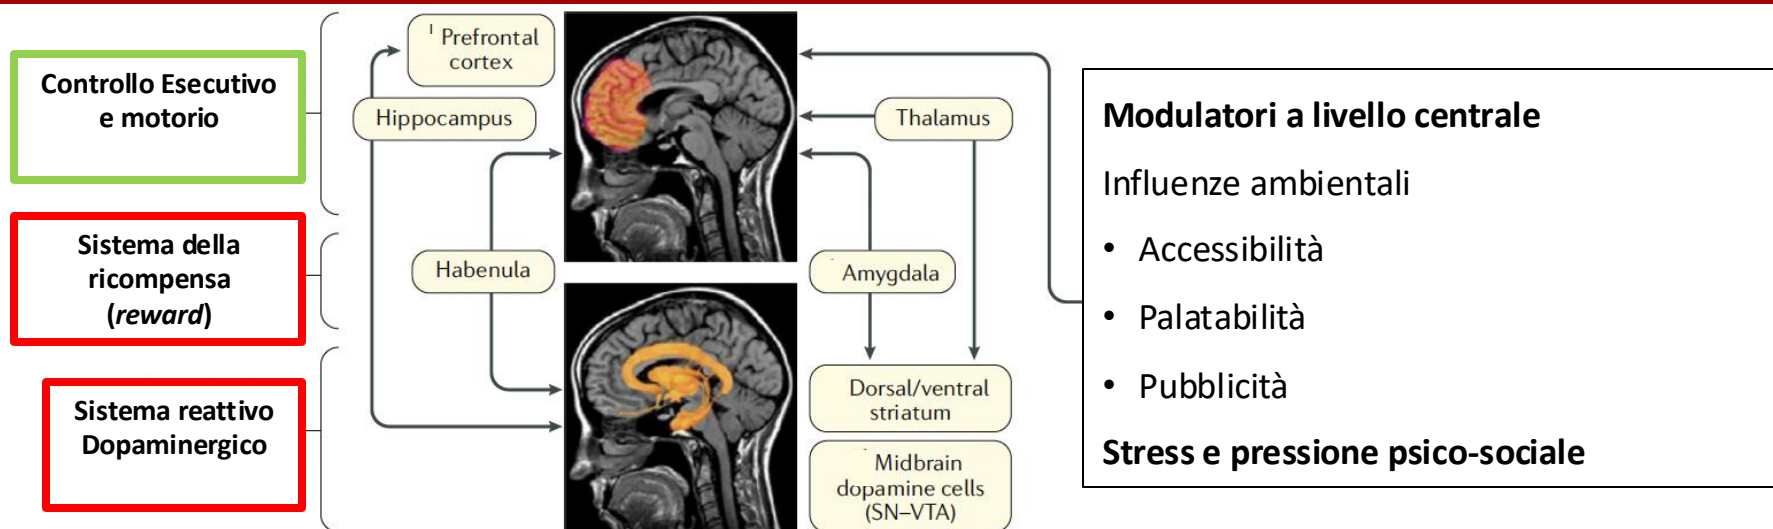 Controllo Esecutivo
e motorio
Sistema della
ricompensa
(reward)
Sistema reattivo
Dopaminergico
Prefrontal
cortex
Hippocampus
Habenula
Thalamus
Amygdala
Dorsal/ventral
striatum
Midbrain
dopamine cells
(SN–VTA)
Modulatori a livello centrale
Influenze ambientali
• Accessibilità
• Palatabilità
• Pubblicità
Stress e pressione psico-sociale